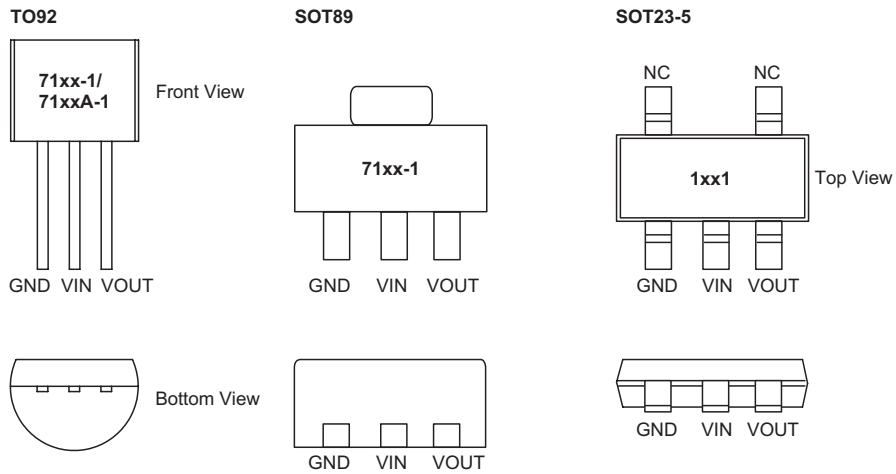 TO92
SOT89
SOT23-5
71xx-1/
71xxA-1
Front View
71xx-1
NC
NC
1xx1
Top View
GND VIN VOUT
GND VIN VOUT
GND VIN VOUT
Bottom View
GND VIN VOUT
GND VIN VOUT